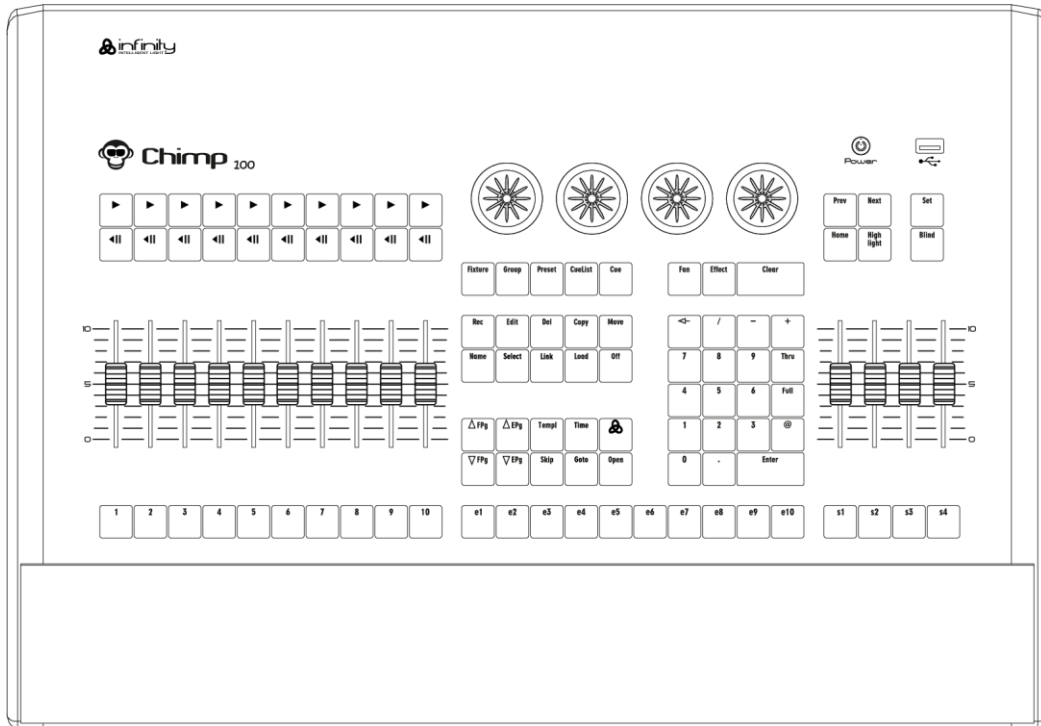 infinity
INTELLIGENT LIGHT
Chimp 100
Power
Prev Next Set
Home High light Blind
Fixture Group Preset CueList Cue Fan Effect Clear
Rec Edit Del Copy Move / - +
Name Select Link Load Off 7 8 9 Thru
4 5 6 Full
FPg EPg Templ Time 1 2 3 @
FPg EPg Skip Goto Open 0 . Enter
10 10
5 5
0 0
1 2 3 4 5 6 7 8 9 10 e1 e2 e3 e4 e5 e6 e7 e8 e9 e10 s1 s2 s3 s4